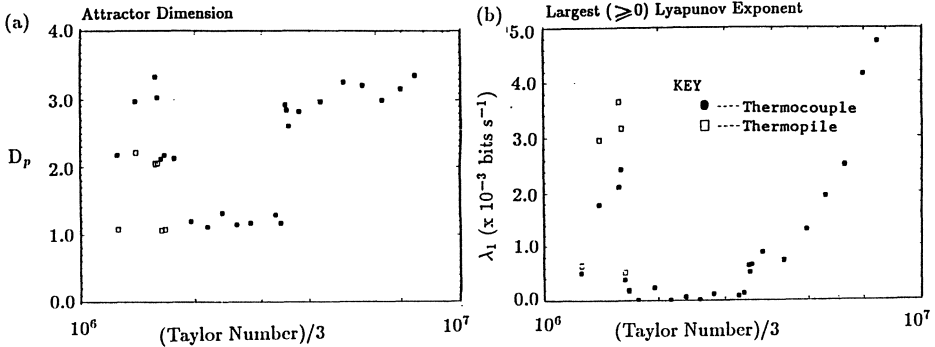 (a) Attractor Dimension
4.0
3.0
2.0
1.0
0.0
D_p
10^6
10^7
(Taylor Number)/3
(b) Largest (⩾0) Lyapunov Exponent
5.0
4.0
3.0
2.0
1.0
0.0
λ_1 (x 10^−3 bits s^−1)
KEY
----Thermocouple
----Thermopile
10^6
10^7
(Taylor Number)/3